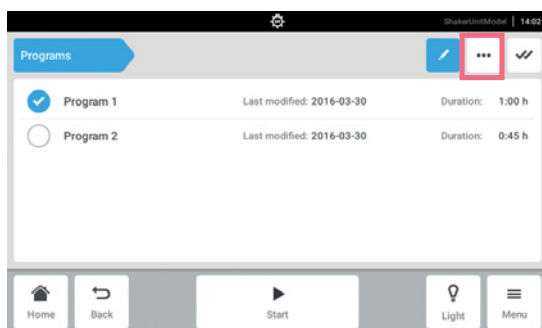 ShakerUnitModel | 14:02
Programs
Program 1 Last modified: 2016-03-30 Duration: 1:00 h
Program 2 Last modified: 2016-03-30 Duration: 0:45 h
Home Back Start Light Menu